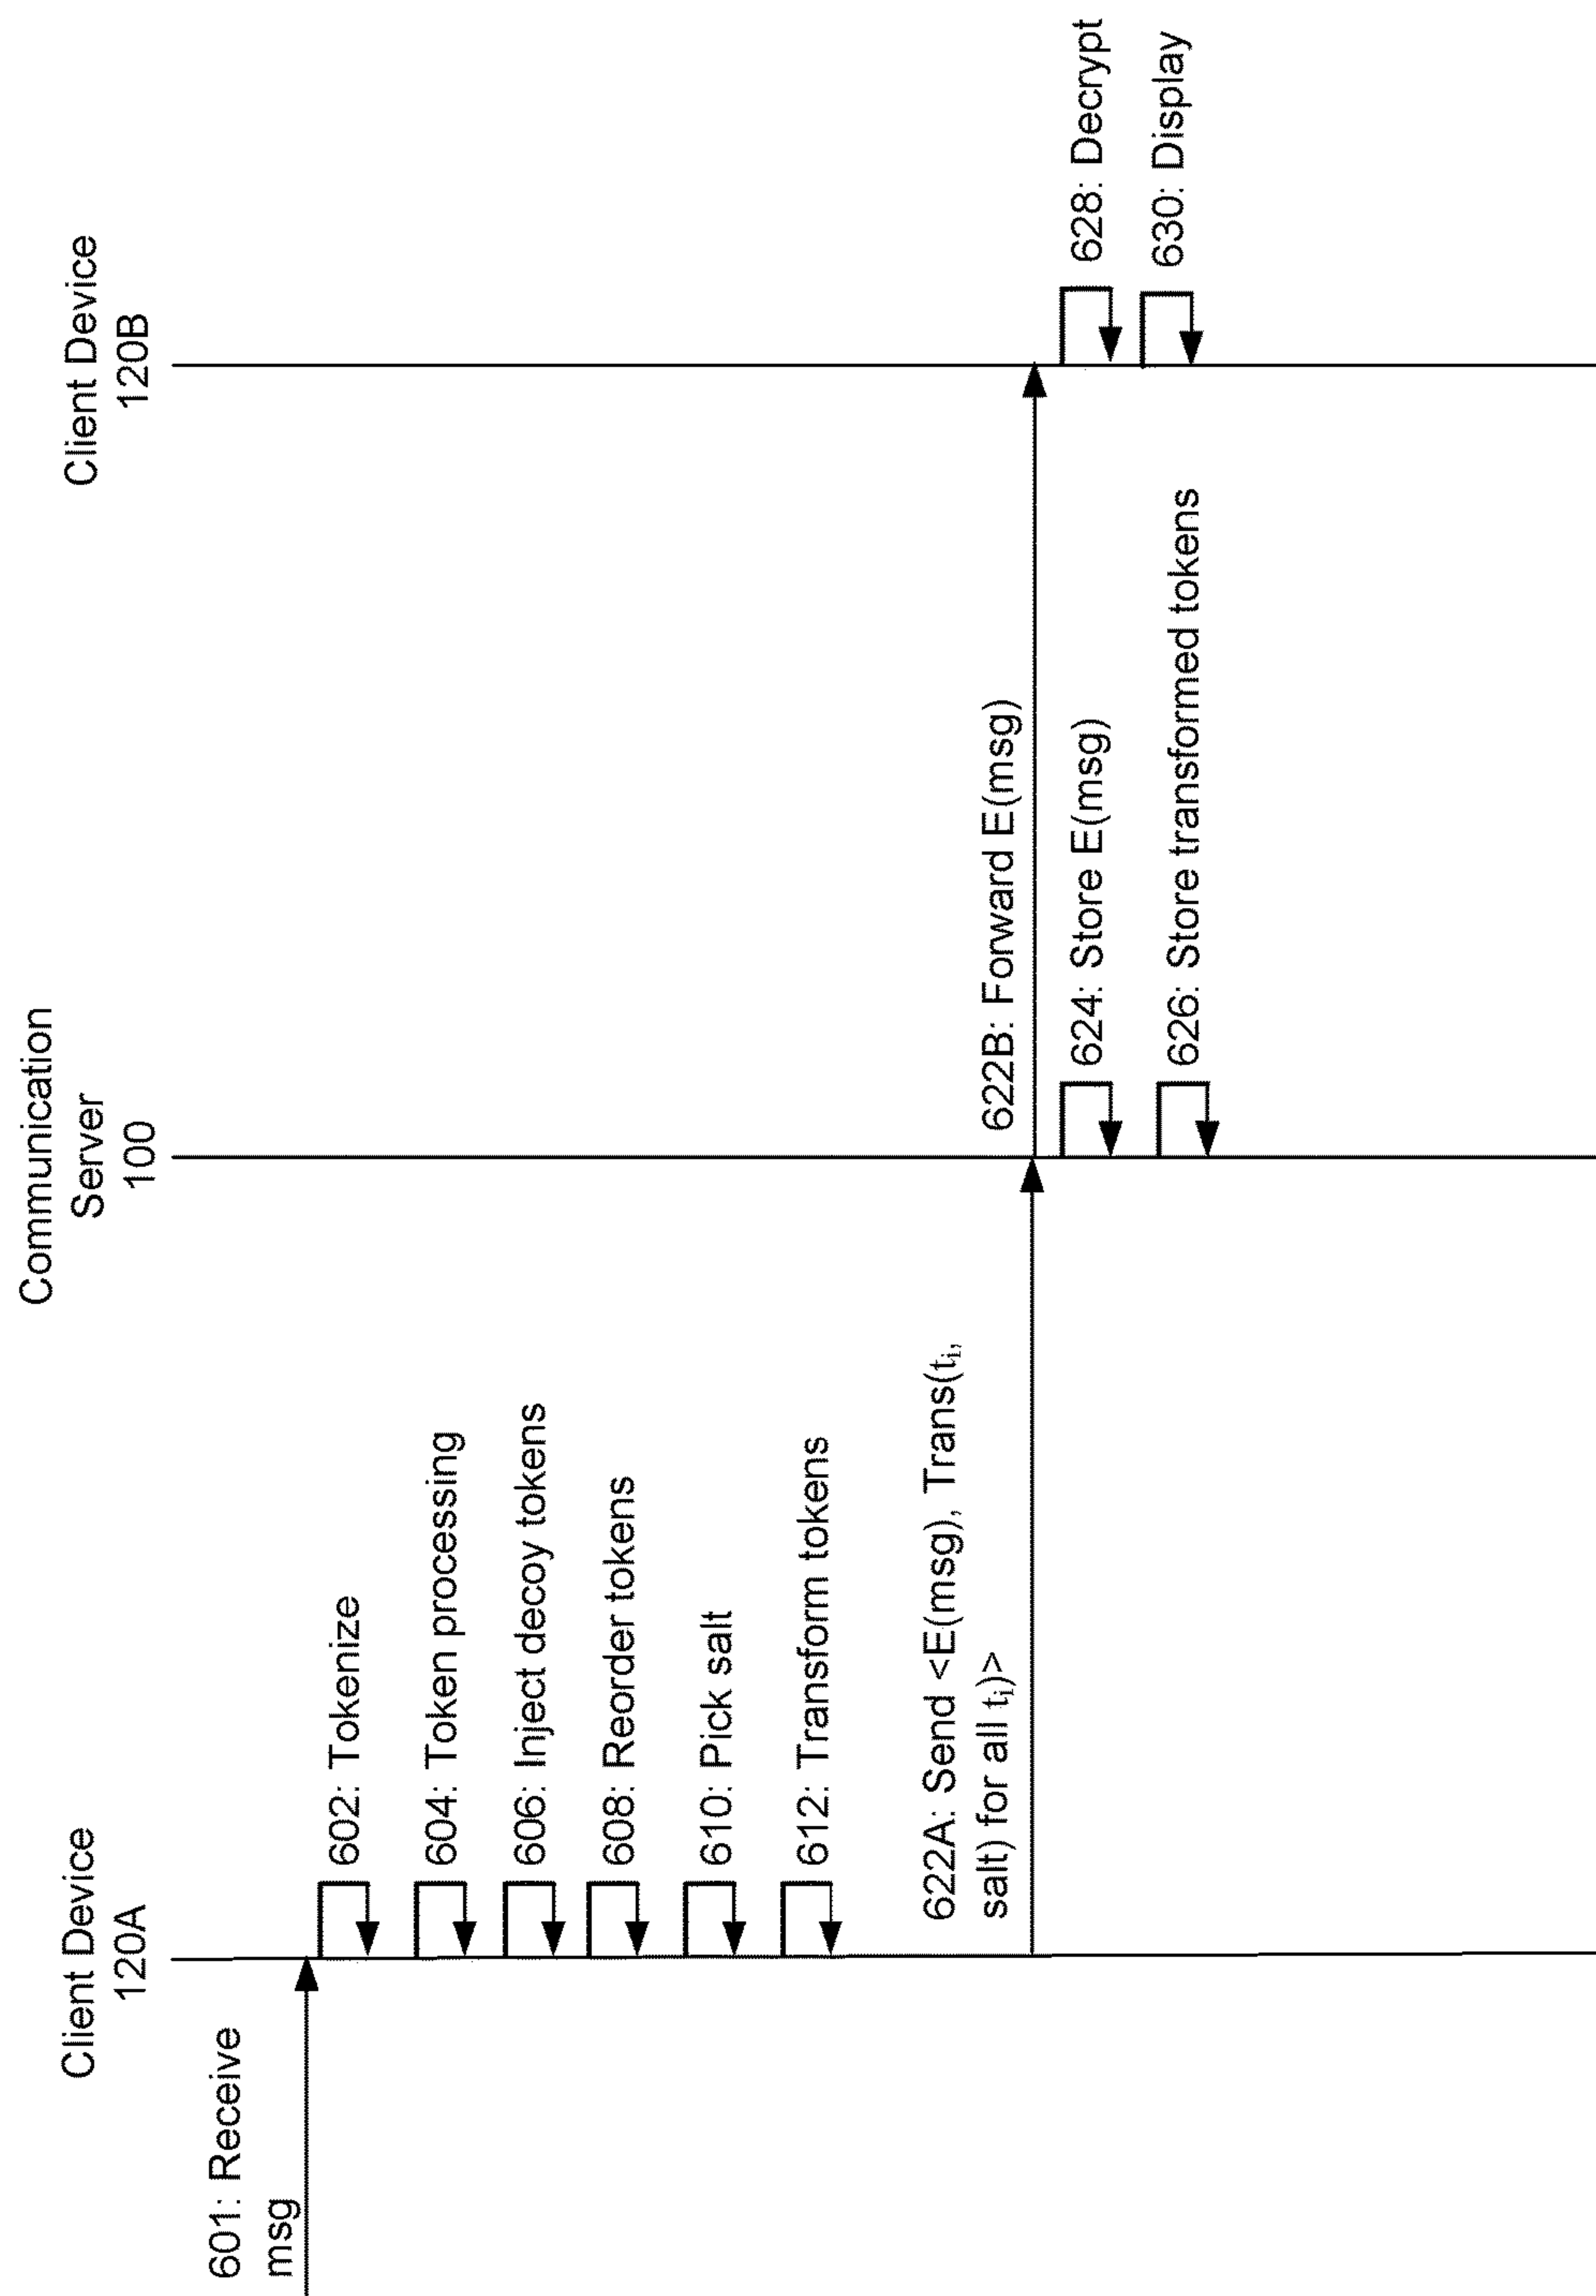 Client Device
120A
Communication
Server
100
Client Device
120B
601: Receive
msg
602: Tokenize
604: Token processing
606: Inject decoy tokens
608: Reorder tokens
610: Pick salt
612: Transform tokens
622A: Send <E(msg), Trans(tᵢ,
salt) for all tᵢ)>
622B: Forward E(msg)
624: Store E(msg)
626: Store transformed tokens
628: Decrypt
630: Display